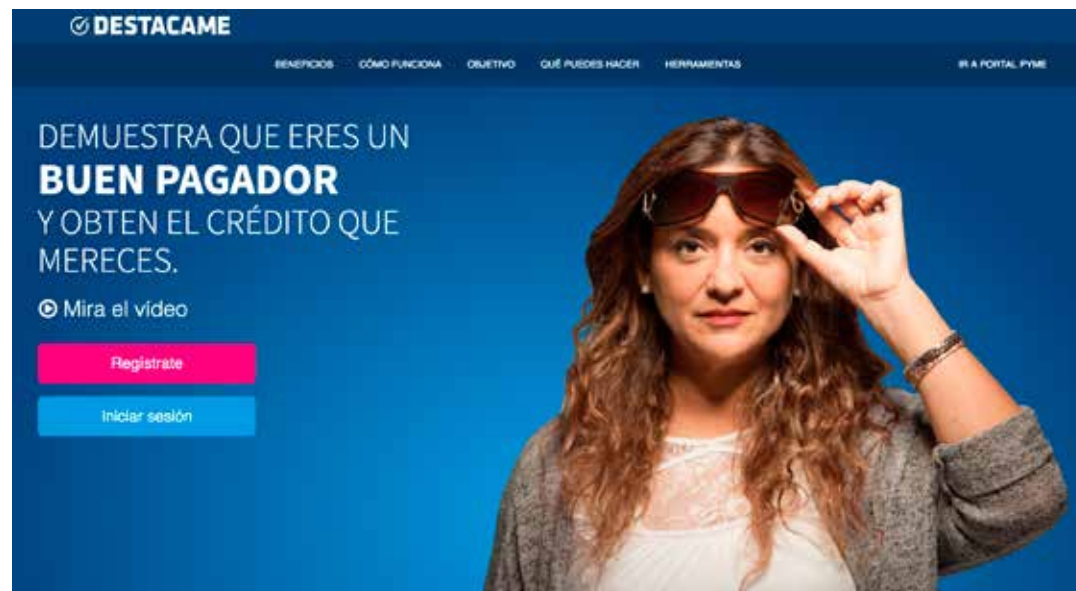 DESTACAME
BENEFICIOS CÓMO FUNCIONA OBJETIVO QUÉ PUEDES HACER HERRAMIENTAS IR A PORTAL PYME
DEMUESTRA QUE ERES UN
BUEN PAGADOR
Y OBTEN EL CRÉDITO QUE
MERECES.
Mira el vídeo
Regístrate
Iniciar sesión